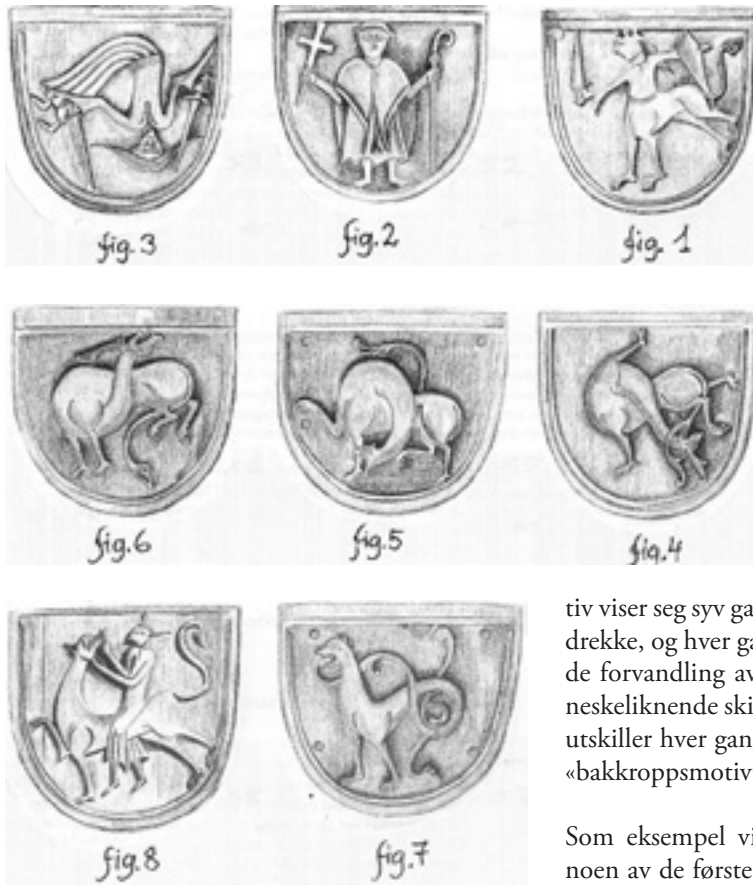 fig. 3 fig. 2 fig. 1
fig. 6 fig. 5 fig. 4
fig. 8 fig. 7
tiv viser seg syv ga
drekke, og hver ga
de forvandling av
neskeliknende ski
utskiller hver gan
«bakkroppsmotiv
Som eksempel vi
noen av de første